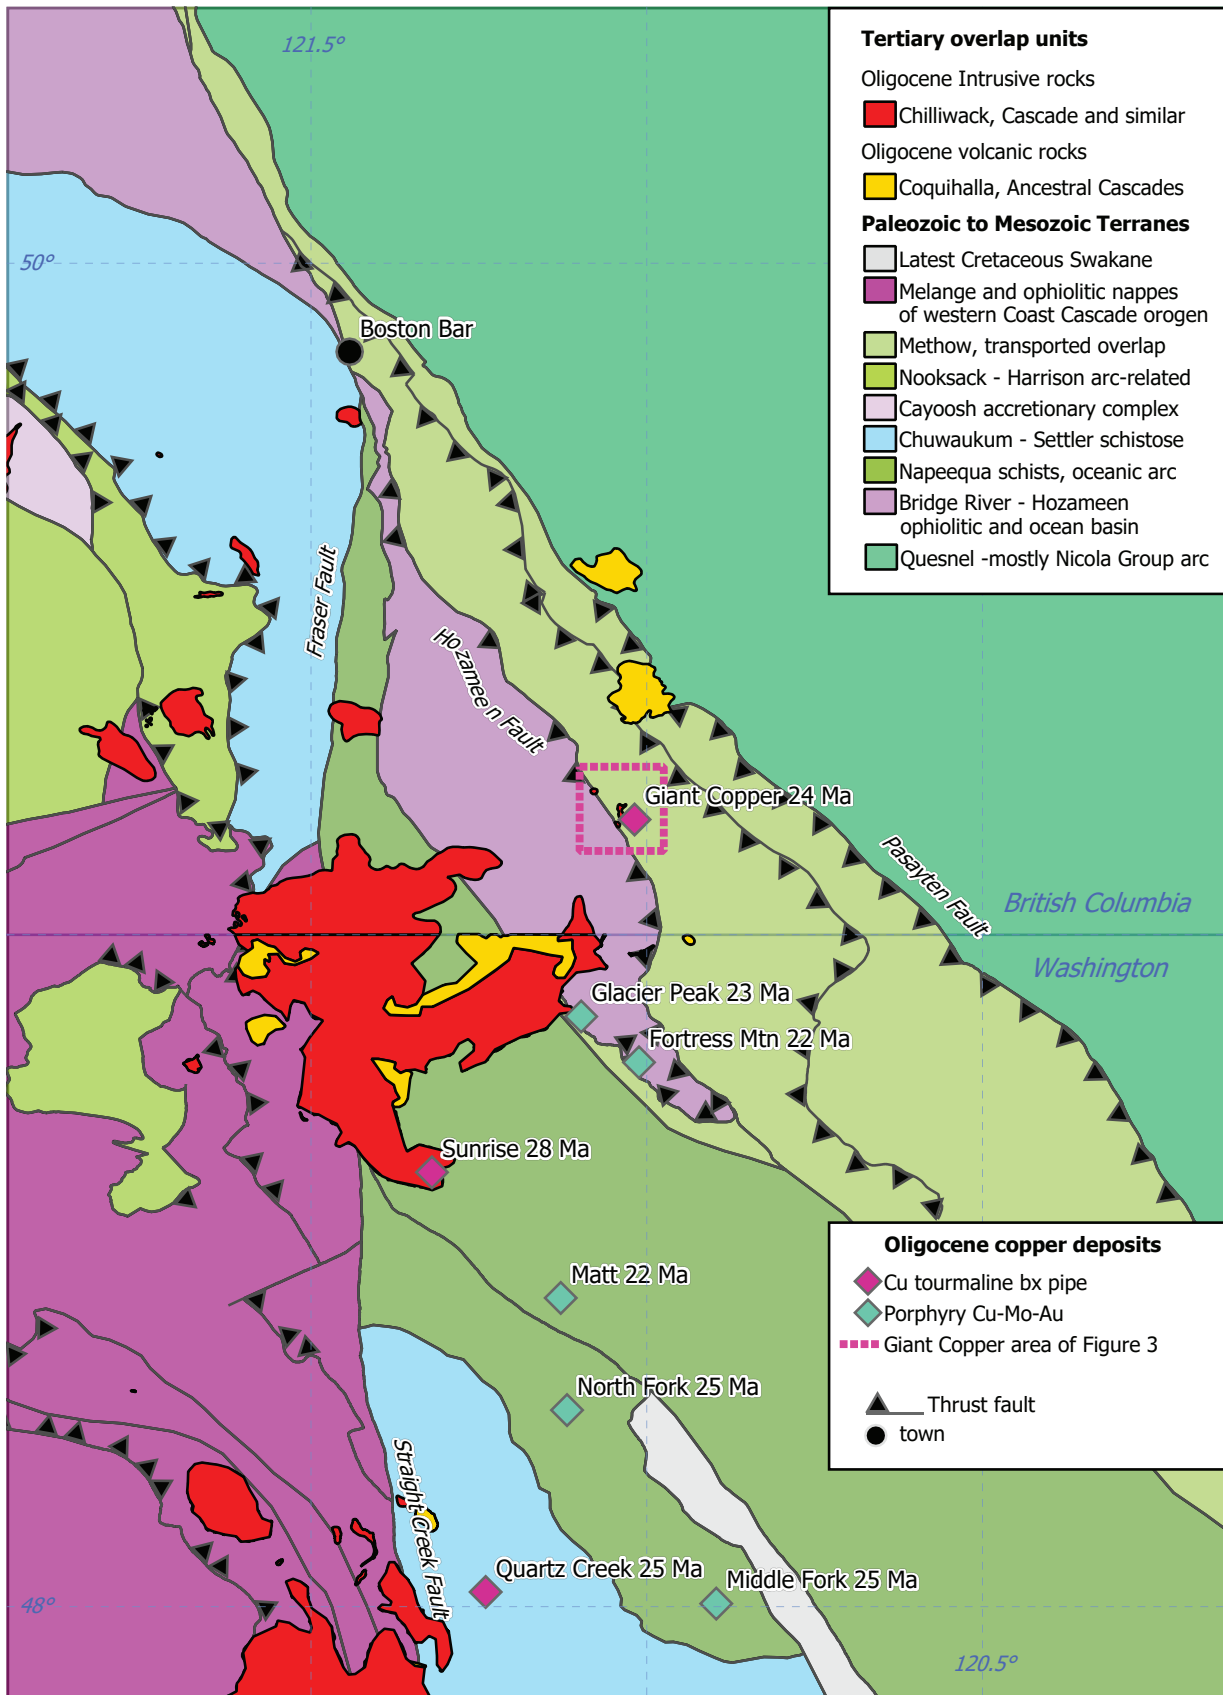 121.5°
Tertiary overlap units
Oligocene Intrusive rocks
Chilliwack, Cascade and similar
Oligocene volcanic rocks
Coquihalla, Ancestral Cascades
Paleozoic to Mesozoic Terranes
Latest Cretaceous Swakane
Melange and ophiolitic nappes
of western Coast Cascade orogen
Methow, transported overlap
Nooksack - Harrison arc-related
Cayoosh accretionary complex
Chuwaukum - Settler schistose
Napeequa schists, oceanic arc
Bridge River - Hozameen
ophiolitic and ocean basin
Quesnel -mostly Nicola Group arc
50°
Boston Bar
Fraser Fault
Hozameen Fault
Giant Copper 24 Ma
Pasayten Fault
British Columbia
Washington
Glacier Peak 23 Ma
Fortress Mtn 22 Ma
Sunrise 28 Ma
Matt 22 Ma
North Fork 25 Ma
Straight Creek Fault
Quartz Creek 25 Ma
Middle Fork 25 Ma
48°
120.5°
Oligocene copper deposits
Cu tourmaline bx pipe
Porphyry Cu-Mo-Au
Giant Copper area of Figure 3
Thrust fault
town